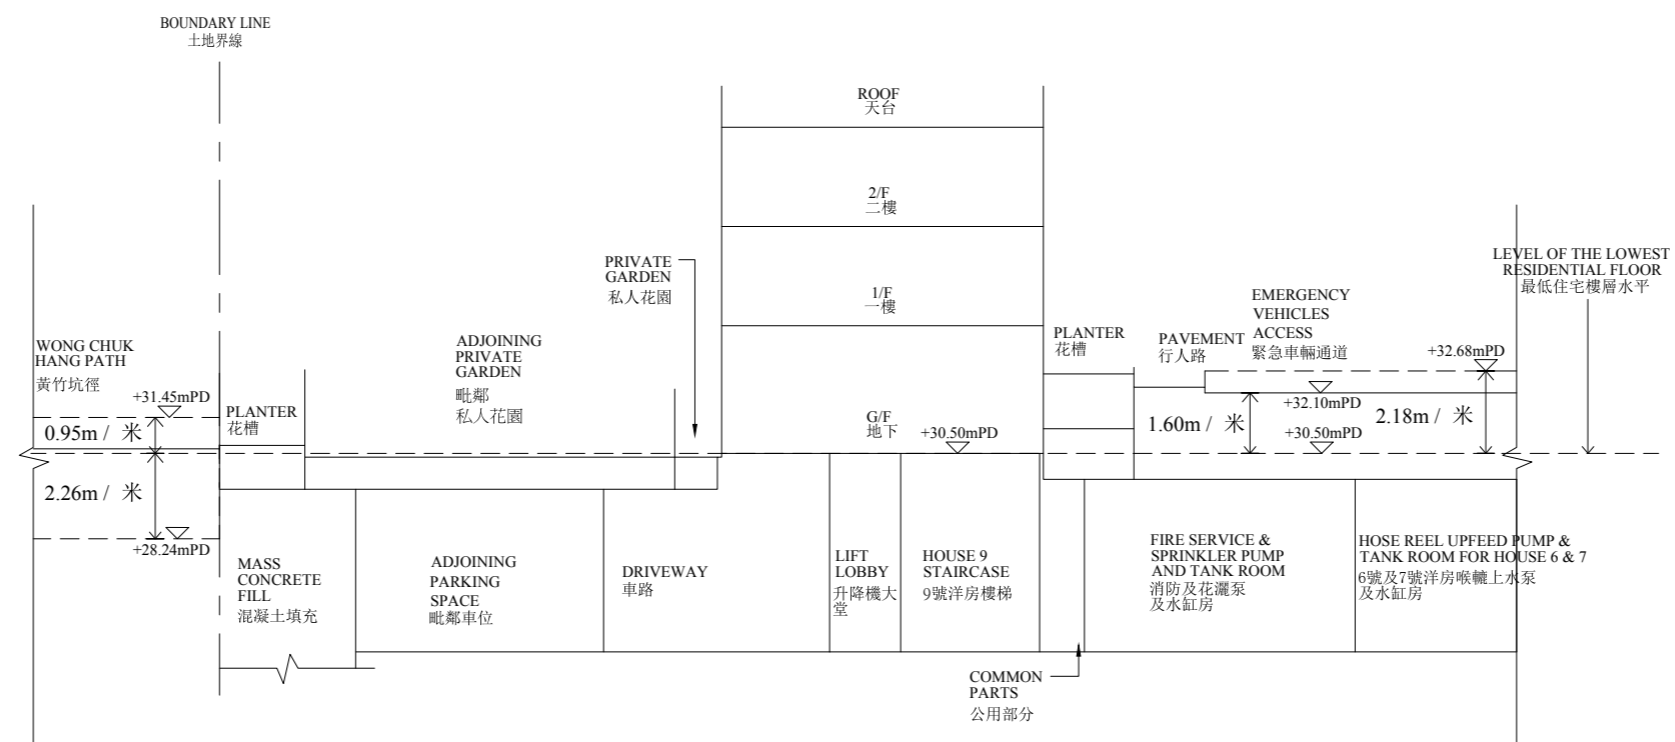 BOUNDARY LINE
土地界線
ROOF
天台
2/F
二樓
PRIVATE
GARDEN
私人花園
1/F
一樓
LEVEL OF THE LOWEST
RESIDENTIAL FLOOR
最低住宅樓層水平
EMERGENCY
VEHICLES
ACCESS
緊急車輛通道
WONG CHUK
HANG PATH
黃竹坑徑
ADJOINING
PRIVATE
GARDEN
毗鄰
私人花園
PLANTER
花槽
PAVEMENT
行人路
+32.68mPD
+31.45mPD
PLANTER
花槽
0.95m / 米
G/F
地下
+30.50mPD
+32.10mPD
1.60m / 米
2.18m / 米
+30.50mPD
2.26m / 米
+28.24mPD
MASS
CONCRETE
FILL
混凝土填充
ADJOINING
PARKING
SPACE
毗鄰車位
DRIVEWAY
車路
LIFT
LOBBY
升降機大
堂
HOUSE 9
STAIRCASE
9號洋房樓梯
FIRE SERVICE &
SPRINKLER PUMP
AND TANK ROOM
消防及花灑泵
及水缸房
HOSE REEL UPFEED PUMP &
TANK ROOM FOR HOUSE 6 & 7
6號及7號洋房喉轆上水泵
及水缸房
COMMON
PARTS
公用部分